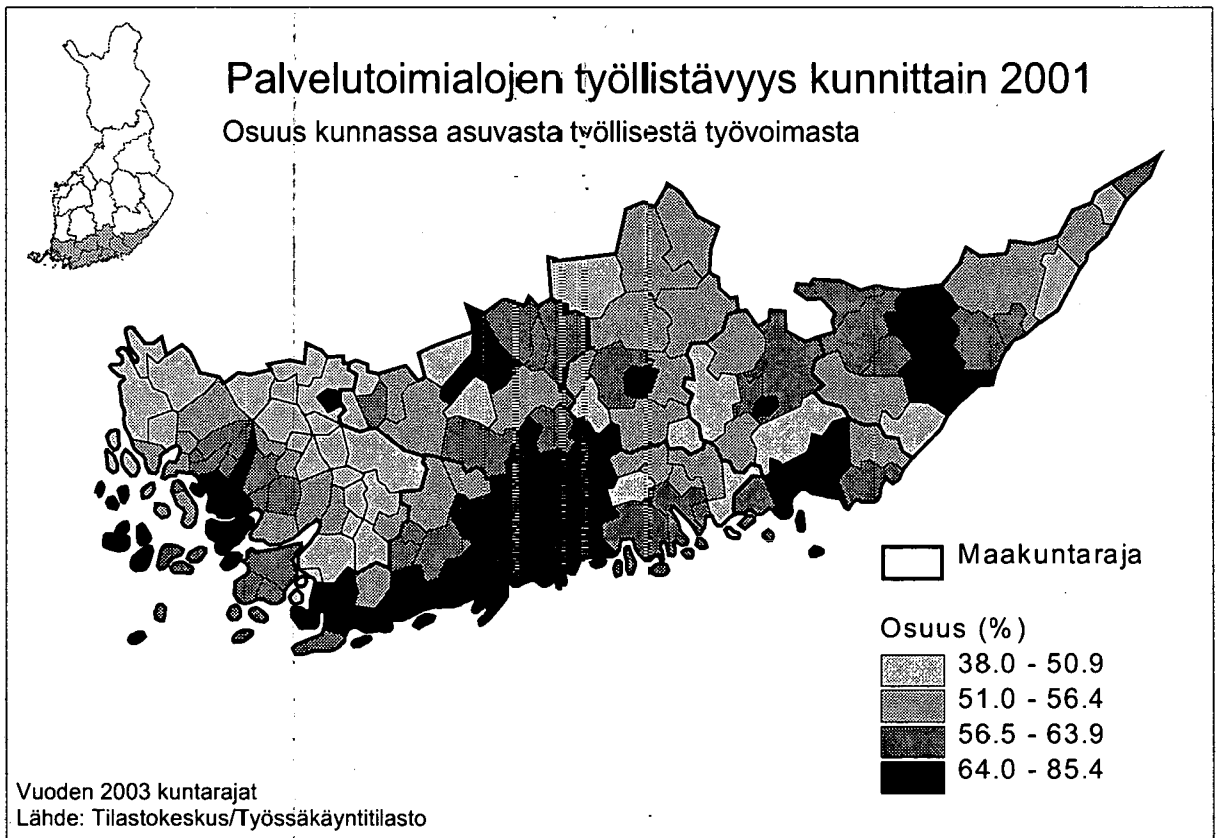 Palvelutoimialojen työllistävyys kunnittain 2001
Osuus kunnassa asuvasta työllisestä työvoimasta
Maakuntaraja
Osuus (%)
38.0 - 50.9
51.0 - 56.4
56.5 - 63.9
64.0 - 85.4
Vuoden 2003 kuntarajat
Lähde: Tilastokeskus/Työssäkäyntitilasto